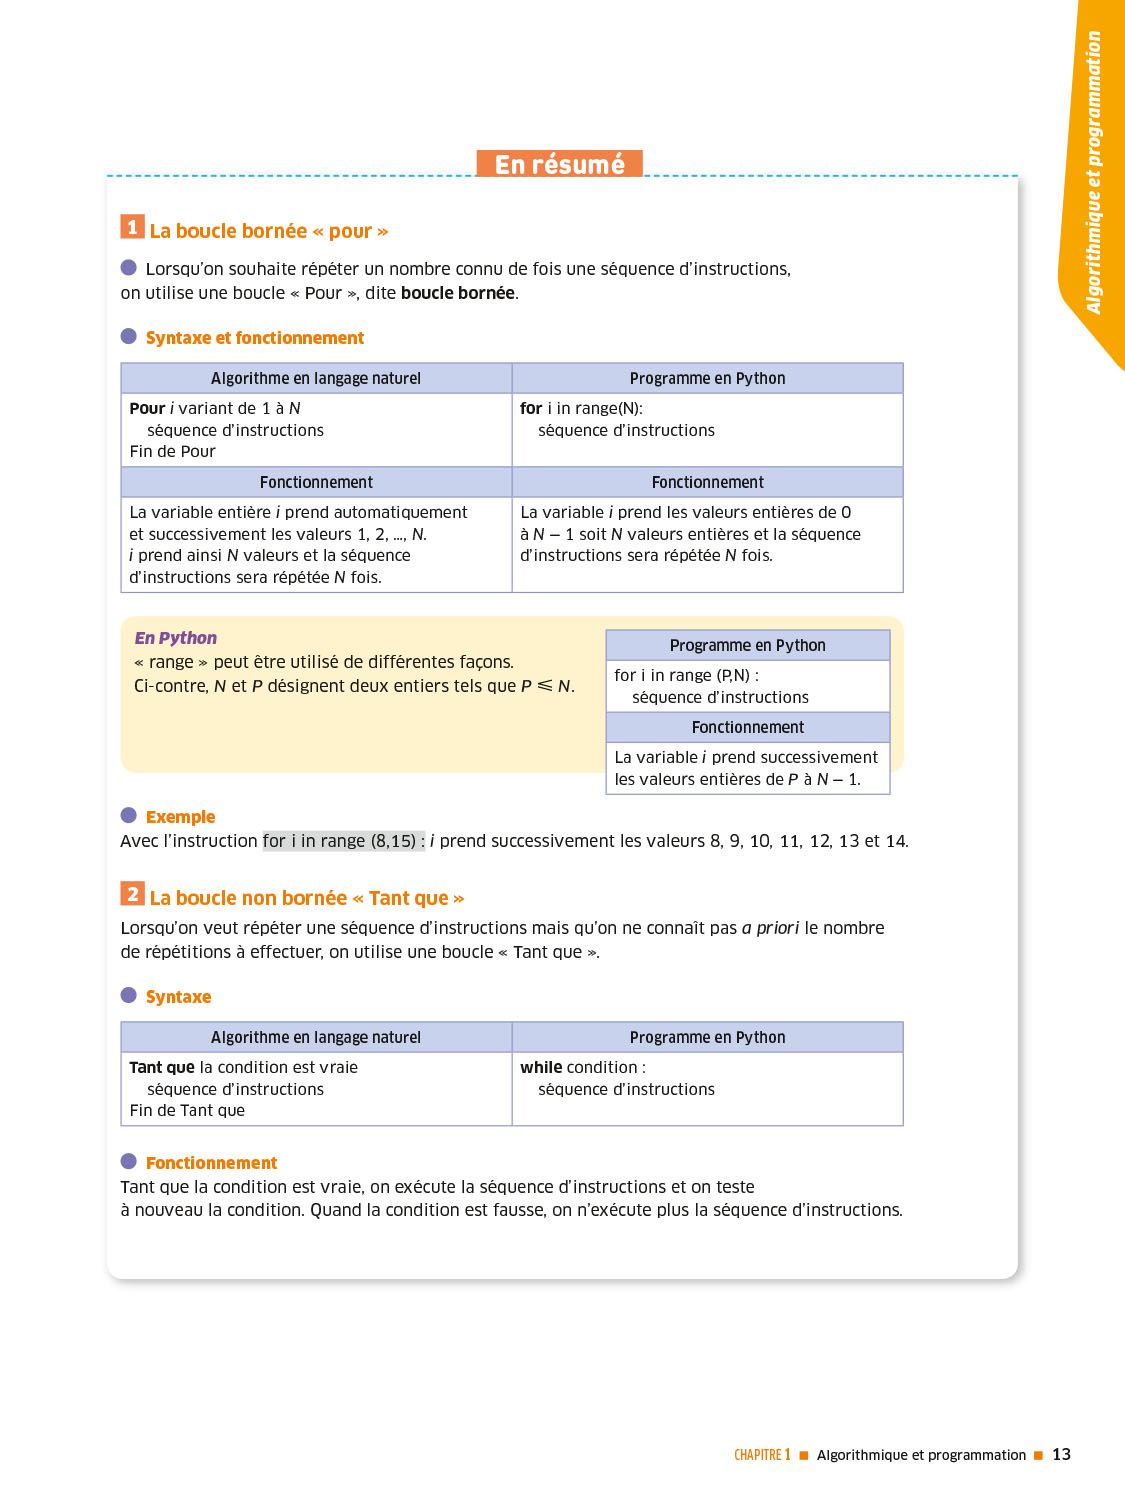 Algorithmique et programmation
En résumé
1 La boucle bornée « pour »
Lorsqu'on souhaite répéter un nombre connu de fois une séquence d'instructions,
on utilise une boucle « Pour », dite boucle bornée.
Syntaxe et fonctionnement
Algorithme en langage naturel
Programme en Python
Pour i variant de 1 à N
séquence d'instructions
Fin de Pour
for i in range(N):
séquence d'instructions
Fonctionnement
Fonctionnement
La variable entière i prend automatiquement
et successivement les valeurs 1, 2, ..., N.
i prend ainsi N valeurs et la séquence
d'instructions sera répétée N fois.
La variable i prend les valeurs entières de 0
à N – 1 soit N valeurs entières et la séquence
d'instructions sera répétée N fois.
En Python
« range » peut être utilisé de différentes façons.
Ci-contre, N et P désignent deux entiers tels que P ⩽ N.
Programme en Python
for i in range (P,N) :
séquence d'instructions
Fonctionnement
La variable i prend successivement
les valeurs entières de P à N – 1.
Exemple
Avec l'instruction for i in range (8,15) : i prend successivement les valeurs 8, 9, 10, 11, 12, 13 et 14.
2 La boucle non bornée « Tant que »
Lorsqu'on veut répéter une séquence d'instructions mais qu'on ne connaît pas a priori le nombre
de répétitions à effectuer, on utilise une boucle « Tant que ».
Syntaxe
Algorithme en langage naturel
Programme en Python
Tant que la condition est vraie
séquence d'instructions
Fin de Tant que
while condition :
séquence d'instructions
Fonctionnement
Tant que la condition est vraie, on exécute la séquence d'instructions et on teste
à nouveau la condition. Quand la condition est fausse, on n'exécute plus la séquence d'instructions.
CHAPITRE 1 ■ Algorithmique et programmation ■ 13